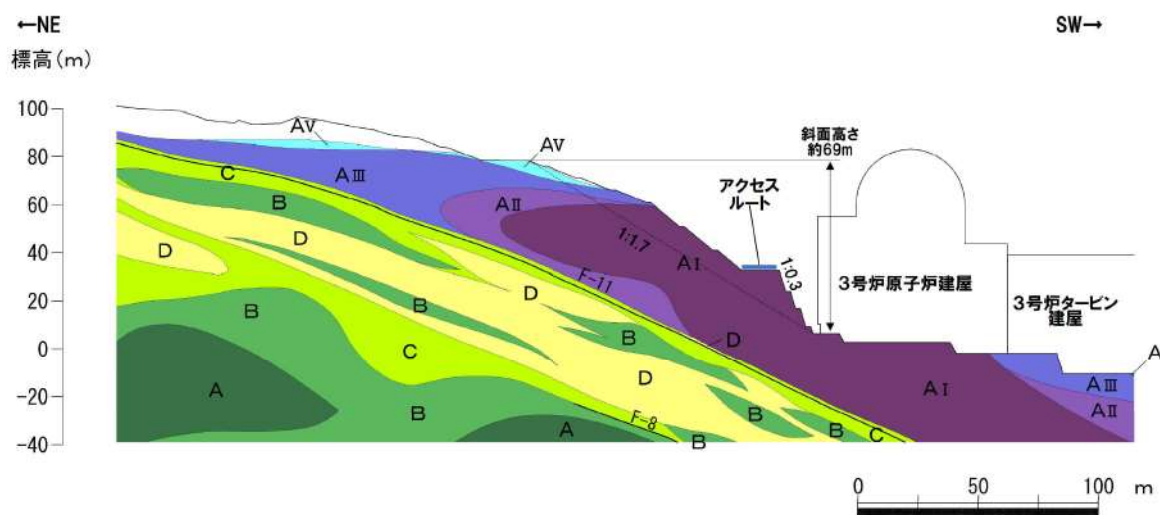 ←NE
SW→
標高(m)
100
80
60
40
20
0
-20
-40
AⅤ
AⅤ
斜面高さ
約69m
アクセス
ルート
C
AⅢ
B
AⅡ
D
D
1:1.7
AⅠ
F-11
1:0.3
3号炉原子炉建屋
3号炉タービン
建屋
D
B
B
B
D
C
A
AⅢ
AⅡ
AⅠ
D
A
B
B
B
F-8
A
B
C
0
50
100
m